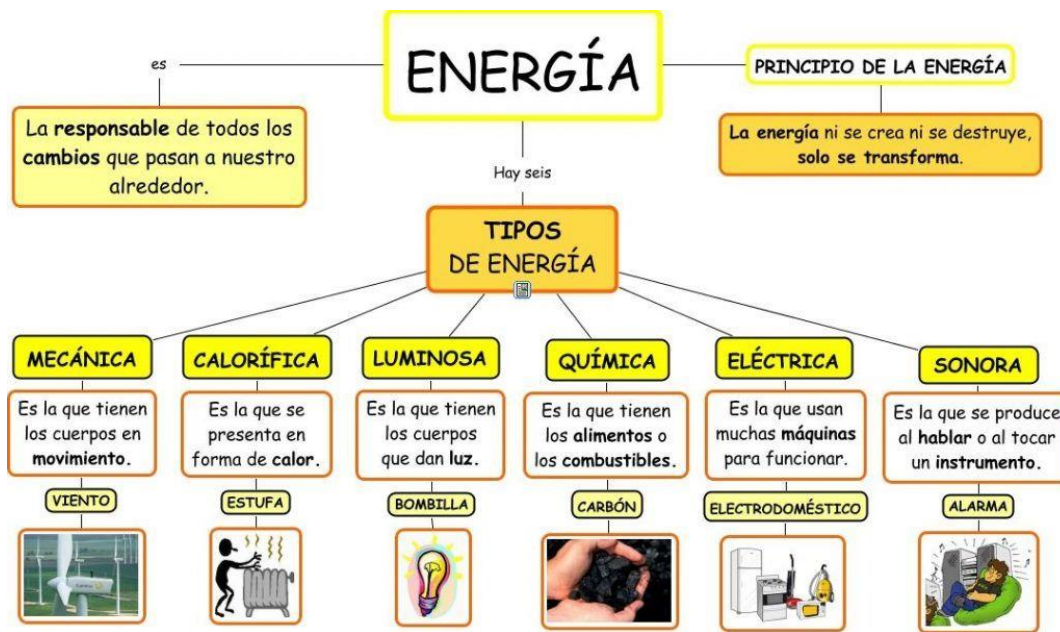 ENERGÍA
es
La responsable de todos los
cambios que pasan a nuestro
alrededor.
PRINCIPIO DE LA ENERGÍA
La energía ni se crea ni se destruye,
solo se transforma.
Hay seis
TIPOS
DE ENERGÍA
MECÁNICA
Es la que tienen
los cuerpos en
movimiento.
VIENTO
CALORÍFICA
Es la que se
presenta en
forma de calor.
ESTUFA
LUMINOSA
Es la que tienen
los cuerpos
que dan luz.
BOMBILLA
QUÍMICA
Es la que tienen
los alimentos o
los combustibles.
CARBÓN
ELÉCTRICA
Es la que usan
muchas máquinas
para funcionar.
ELECTRODOMÉSTICO
SONORA
Es la que se produce
al hablar o al tocar
un instrumento.
ALARMA